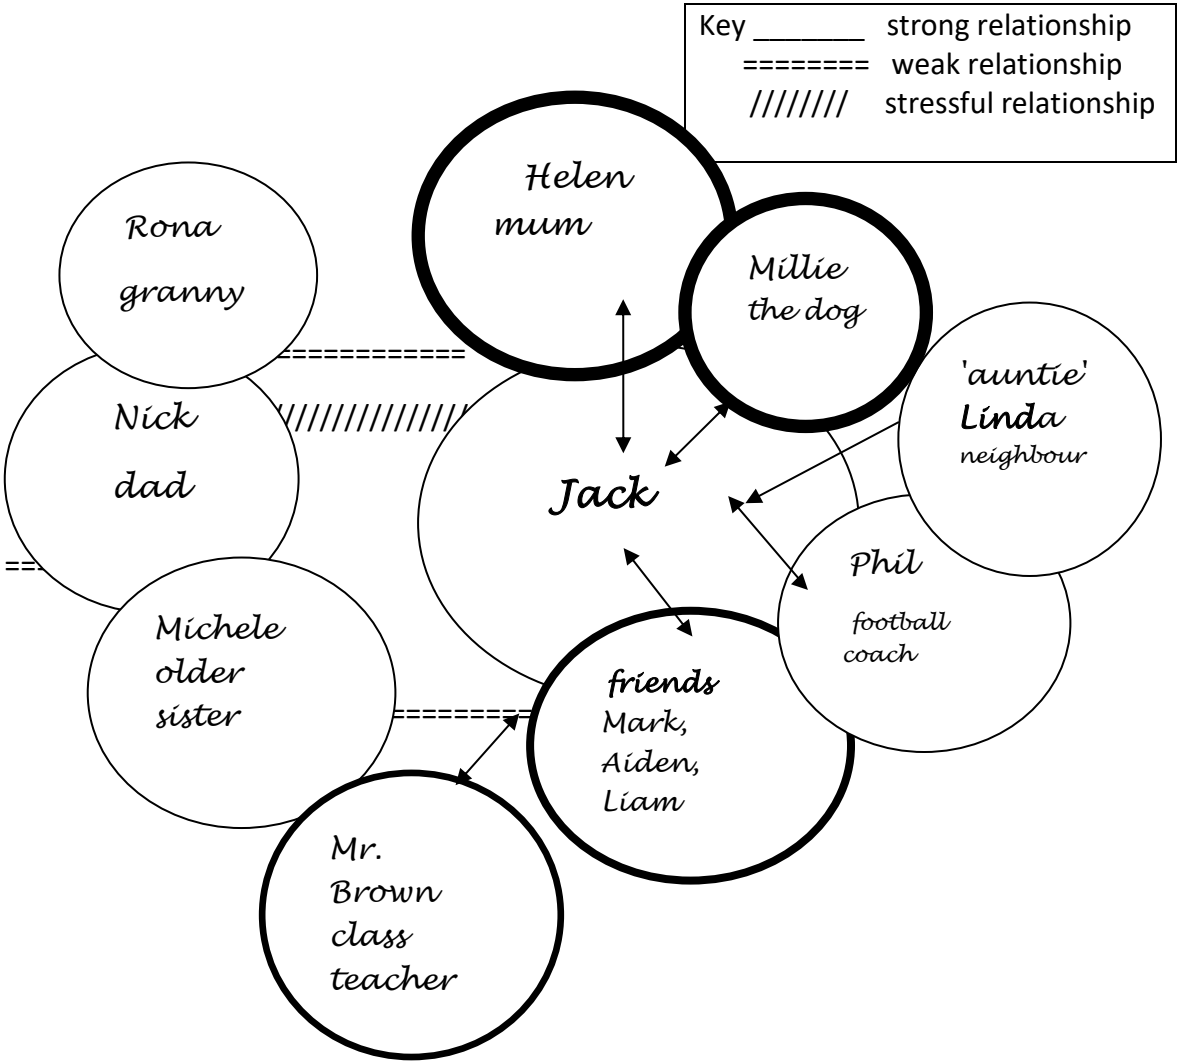 Key _______ strong relationship
======== weak relationship
//////// stressful relationship
Helen
mum
Rona
granny
Millie
the dog
'auntie'
Linda
neighbour
============
Nick
dad
/////////////
Jack
Phil
football
coach
==
Michele
older
sister
friends
Mark,
Aiden,
Liam
===========
Mr.
Brown
class
teacher